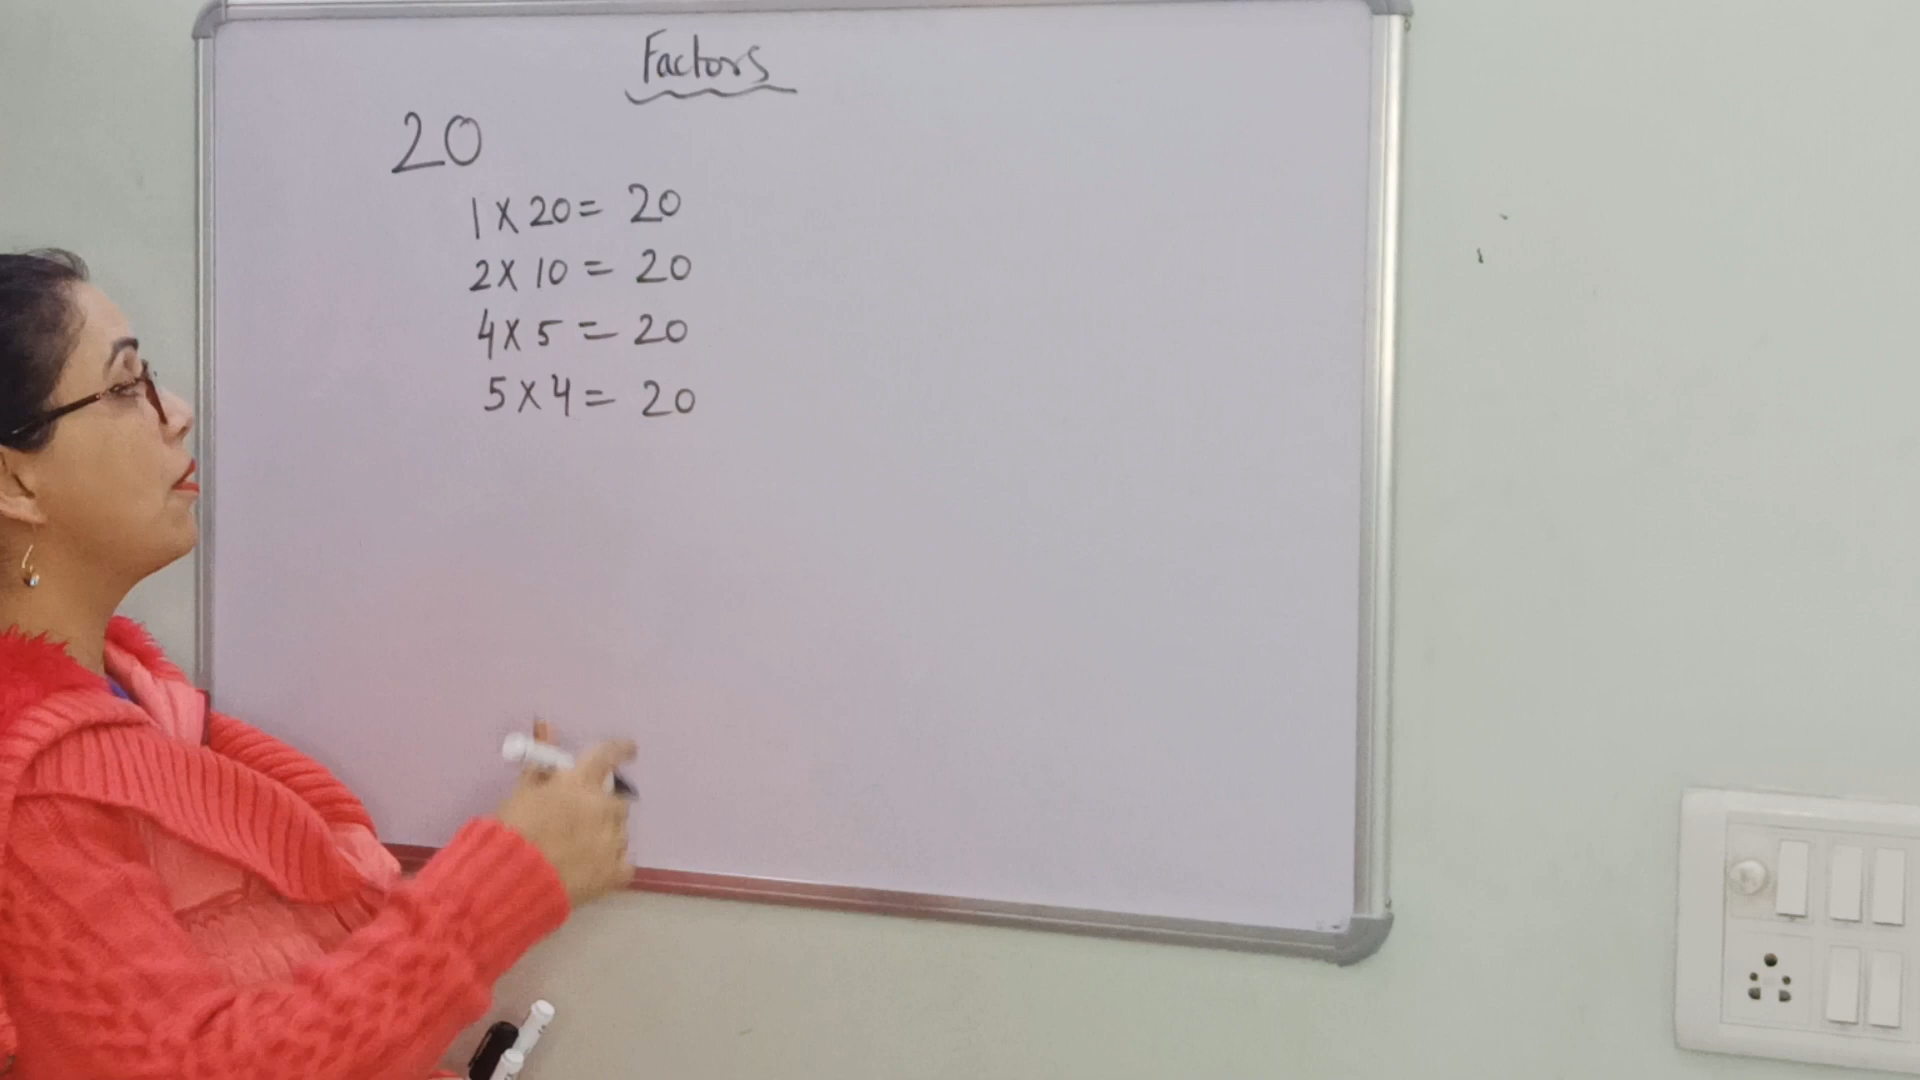 Factors
20
1 X 20 = 20
2 X 10 = 20
4 X 5 = 20
5 X 4 = 20